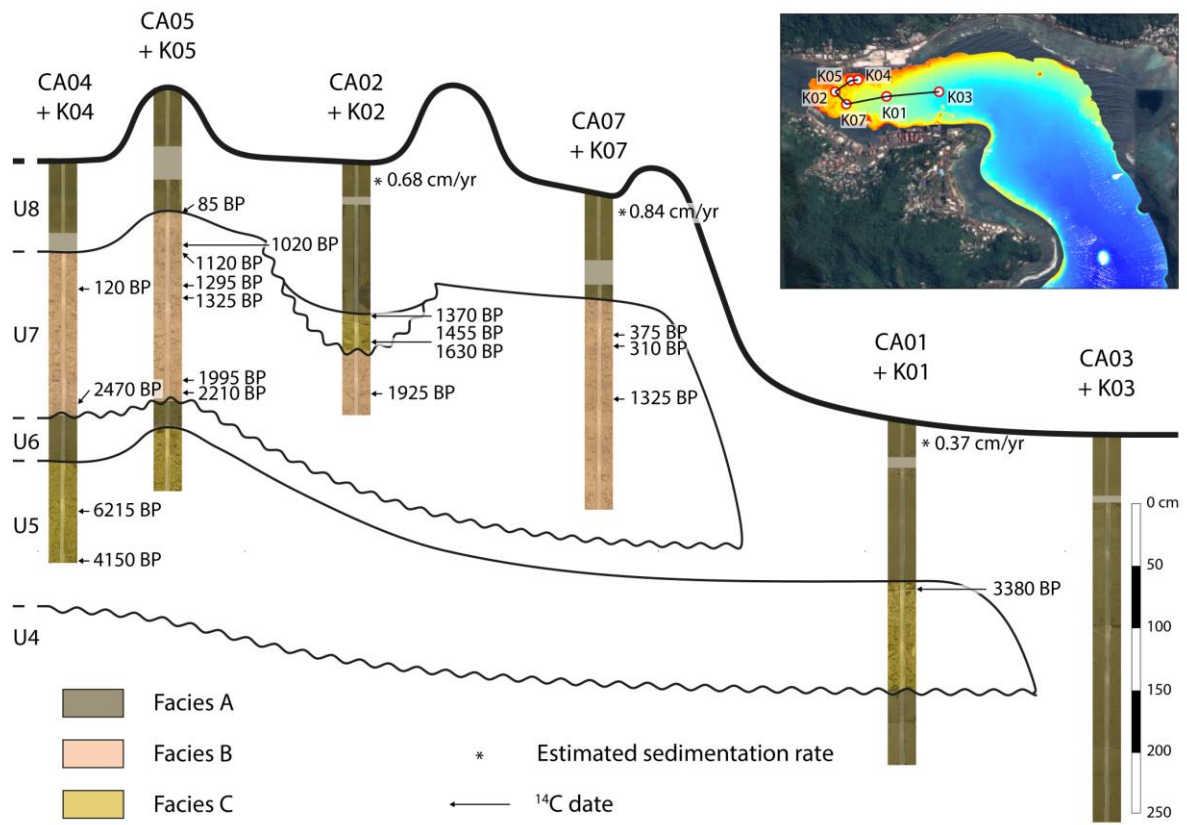 CA05
+ K05
CA04
+ K04
CA02
+ K02
CA07
+ K07
K05
K04
K02
K07
K01
K03
* 0.68 cm/yr
* 0.84 cm/yr
U8
85 BP
1020 BP
1120 BP
1295 BP
1325 BP
120 BP
U7
1370 BP
1455 BP
1630 BP
375 BP
310 BP
1995 BP
2210 BP
2470 BP
1925 BP
1325 BP
CA01
+ K01
CA03
+ K03
* 0.37 cm/yr
U6
U5
6215 BP
4150 BP
3380 BP
U4
0 cm
50
100
150
200
250
Facies A
Facies B
Facies C
* Estimated sedimentation rate
¹⁴C date